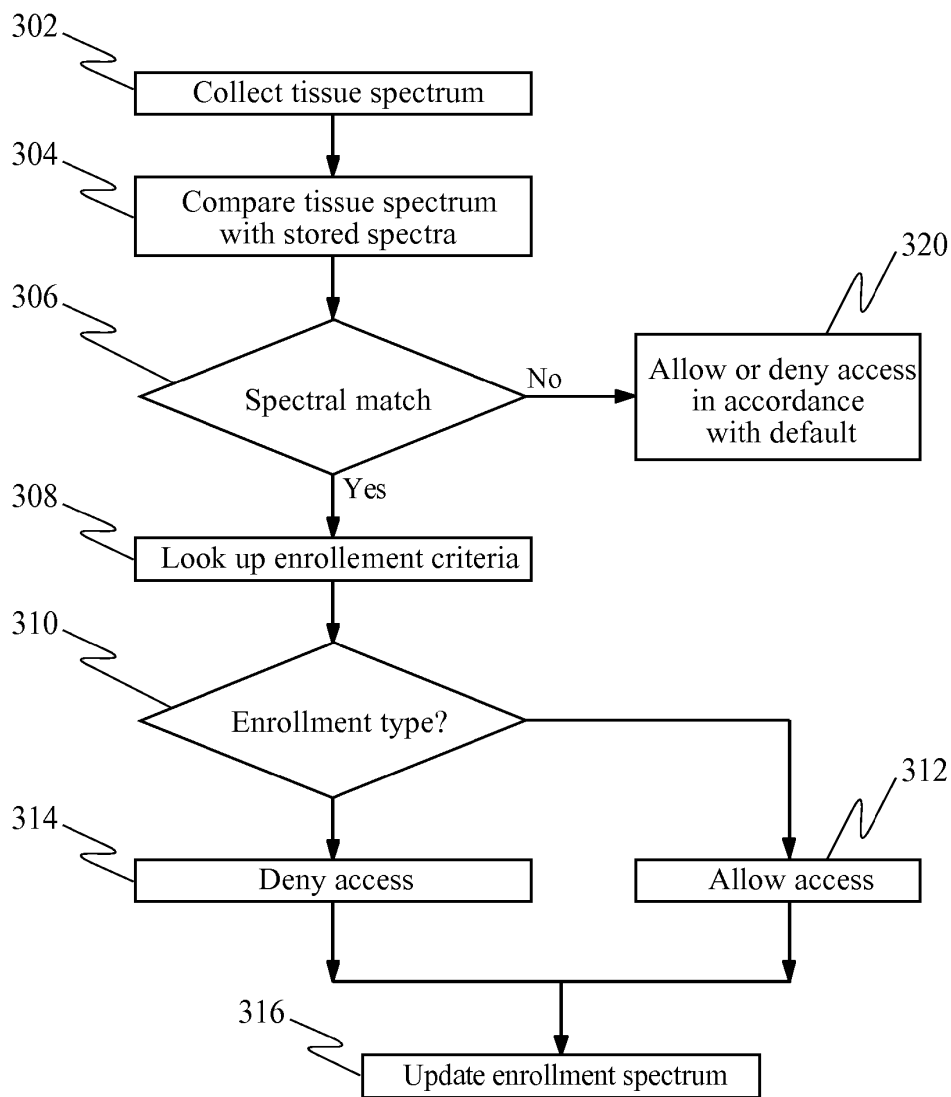 302
Collect tissue spectrum
304
Compare tissue spectrum
with stored spectra
306
Spectral match
No
320
Allow or deny access
in accordance
with default
Yes
308
Look up enrollement criteria
310
Enrollment type?
314
Deny access
312
Allow access
316
Update enrollment spectrum